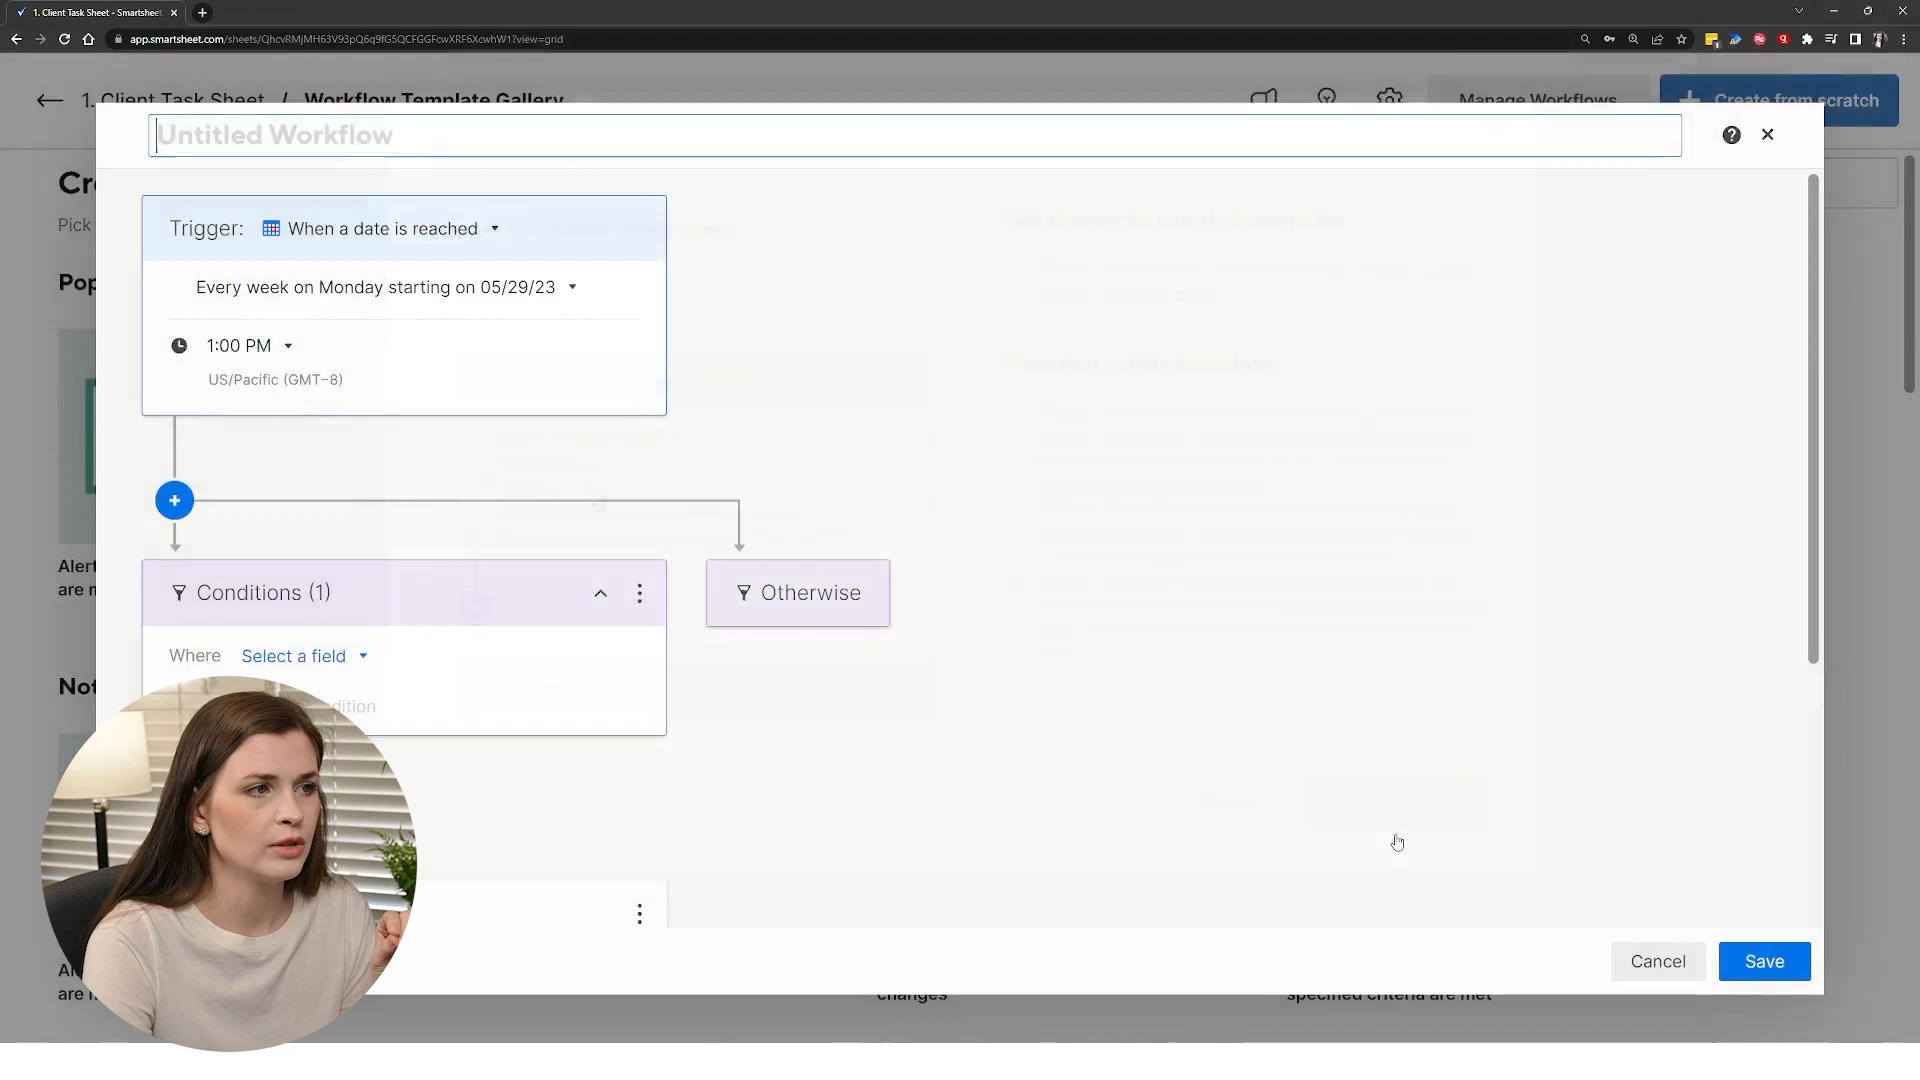 1. Client Task Sheet - Smartsheet
app.smartsheet.com/sheets/QhcvRMjMH63V93pQ6q9fG5QCFGGFcwXRF6XcwhW1?view=grid
1. Client Task Sheet / Workflow Template Gallery
Manage Workflows
Create from scratch
Untitled Workflow
Cr
Pick
Trigger: When a date is reached
Pop
Every week on Monday starting on 05/29/23
1:00 PM
US/Pacific (GMT-8)
Alert
are n
Conditions (1)
Otherwise
Where Select a field
Not
dition
Cancel
Save
Al
are
changes
specified criteria are met